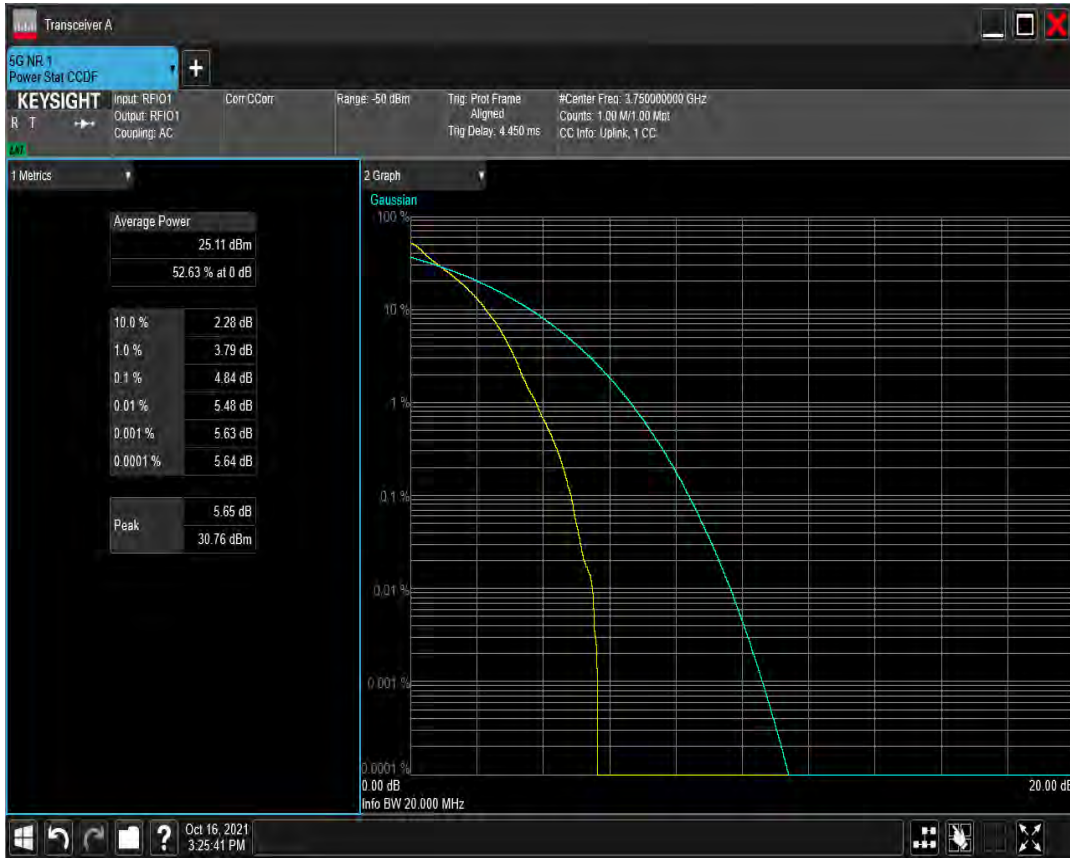 Transceiver A
5G NR 1
Power Stat CCDF
+
KEYSIGHT
R T
LXI
Input: RFIO1
Output: RFIO1
Coupling: AC
Corr CCorr
Range: -50 dBm
Trig: Prot Frame
Aligned
Trig Delay: 4.450 ms
#Center Freq: 3.750000000 GHz
Counts: 1.00 M/1.00 Mpt
CC Info: Uplink, 1 CC
1 Metrics
Average Power
25.11 dBm
52.63 % at 0 dB
10.0 % 2.28 dB
1.0 % 3.79 dB
0.1 % 4.84 dB
0.01 % 5.48 dB
0.001 % 5.63 dB
0.0001 % 5.64 dB
Peak
5.65 dB
30.76 dBm
2 Graph
Gaussian
100 %
10 %
1 %
0.1 %
0.01 %
0.001 %
0.0001 %
0.00 dB 20.00 dB
Info BW 20.000 MHz
?
Oct 16, 2021
3:25:41 PM